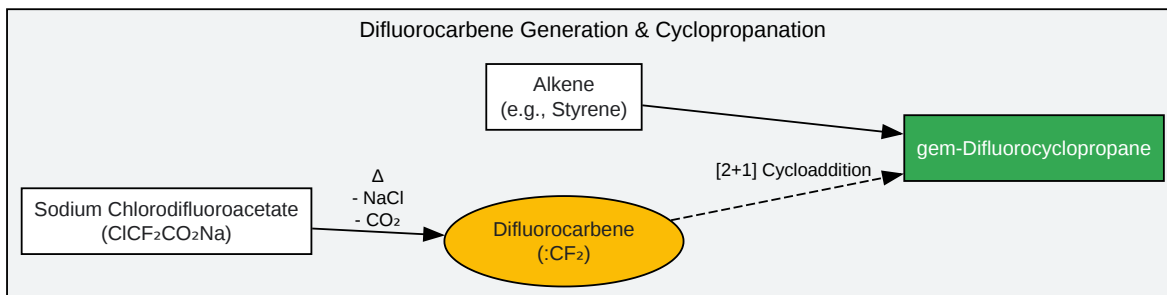 Difluorocarbene Generation & Cyclopropanation
Alkene
(e.g., Styrene)
gem-Difluorocyclopropane
[2+1] Cycloaddition
Δ
- NaCl
- CO₂
Sodium Chlorodifluoroacetate
(ClCF₂CO₂Na)
Difluorocarbene
(:CF₂)